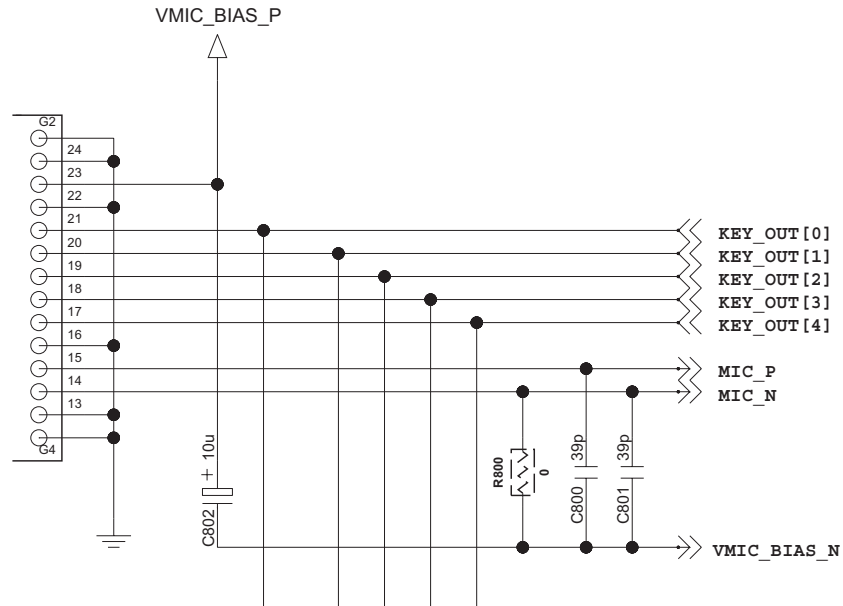 VMIC_BIAS_P
G2
24
23
22
21
20
19
18
17
16
15
14
13
G4
KEY_OUT[0]
KEY_OUT[1]
KEY_OUT[2]
KEY_OUT[3]
KEY_OUT[4]
MIC_P
MIC_N
+ 10u
C802
R800
0
39p
C800
39p
C801
VMIC_BIAS_N